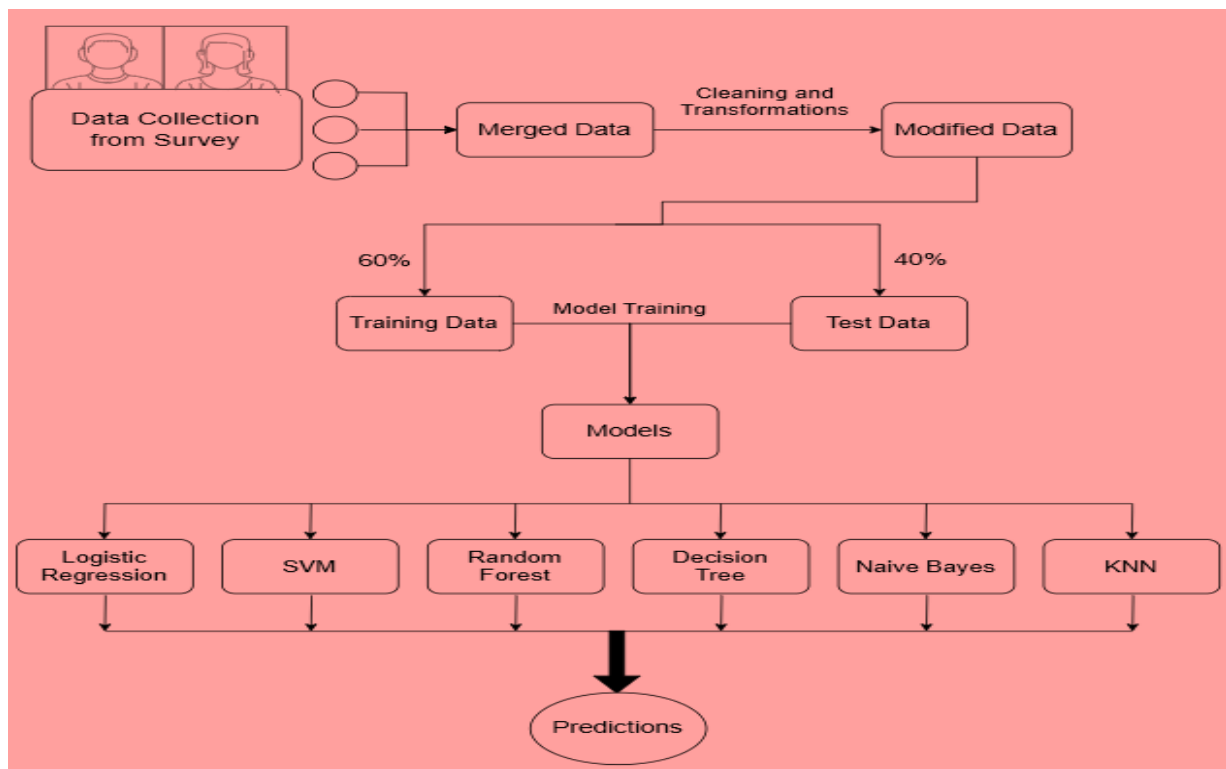 Data Collection
from Survey
Merged Data
Cleaning and
Transformations
Modified Data
60%
40%
Training Data
Model Training
Test Data
Models
Logistic
Regression
SVM
Random
Forest
Decision
Tree
Naive Bayes
KNN
Predictions